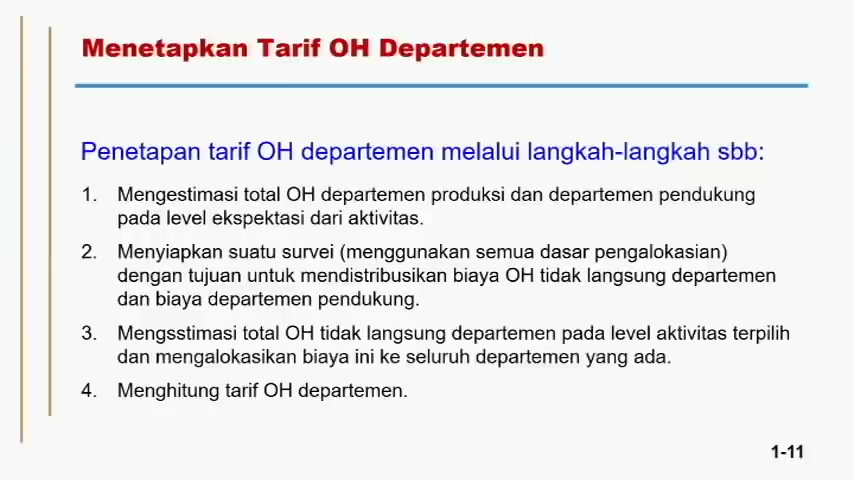 Menetapkan Tarif OH Departemen
Penetapan tarif OH departemen melalui langkah-langkah sbb:
1. Mengestimasi total OH departemen produksi dan departemen pendukung
pada level ekspektasi dari aktivitas.
2. Menyiapkan suatu survei (menggunakan semua dasar pengalokasian)
dengan tujuan untuk mendistribusikan biaya OH tidak langsung departemen
dan biaya departemen pendukung.
3. Mengsstimasi total OH tidak langsung departemen pada level aktivitas terpilih
dan mengalokasikan biaya ini ke seluruh departemen yang ada.
4. Menghitung tarif OH departemen.
1-11